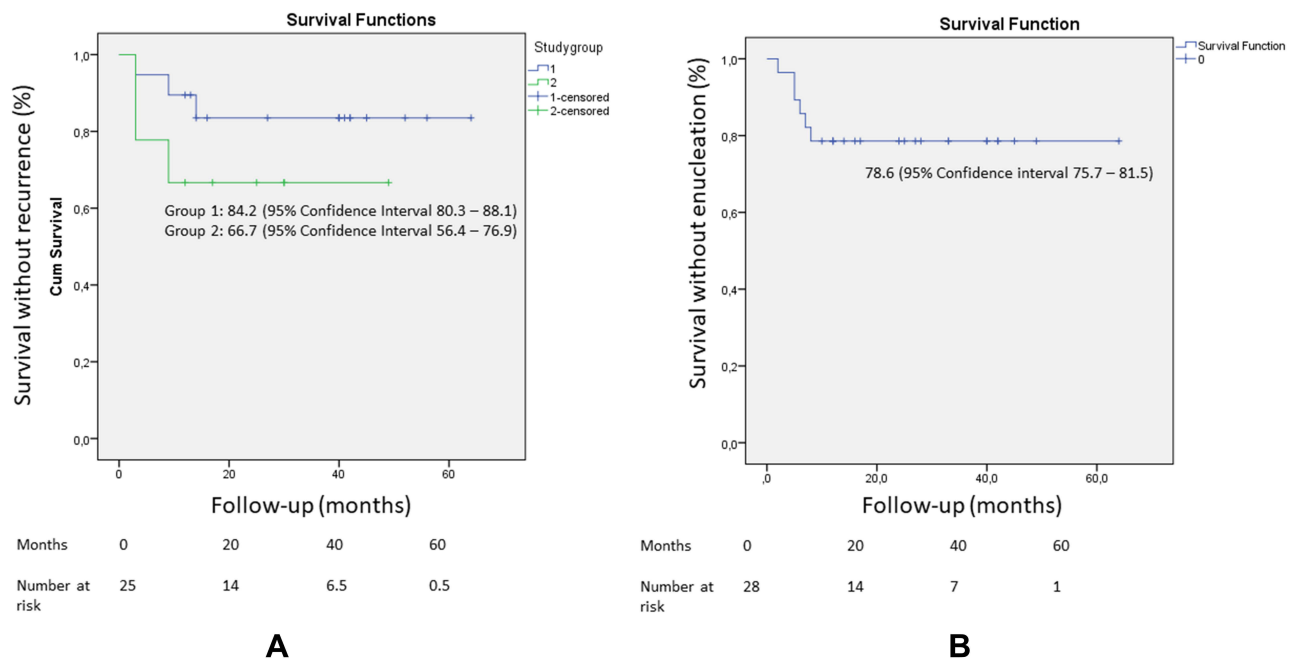 Survival Functions
Survival without recurrence (%)
Cum Survival
1,0
0,8
0,6
0,4
0,2
0,0
Studygroup
1
2
1-censored
2-censored
Group 1: 84.2 (95% Confidence Interval 80.3 – 88.1)
Group 2: 66.7 (95% Confidence Interval 56.4 – 76.9)
0 20 40 60
Follow-up (months)
Months 0 20 40 60
Number at 25 14 6.5 0.5
risk
A
Survival Function
Survival without enucleation (%)
1,0
0,8
0,6
0,4
0,2
0,0
Survival Function
0
78.6 (95% Confidence interval 75.7 – 81.5)
,0 20,0 40,0 60,0
Follow-up (months)
Months 0 20 40 60
Number at 28 14 7 1
risk
B